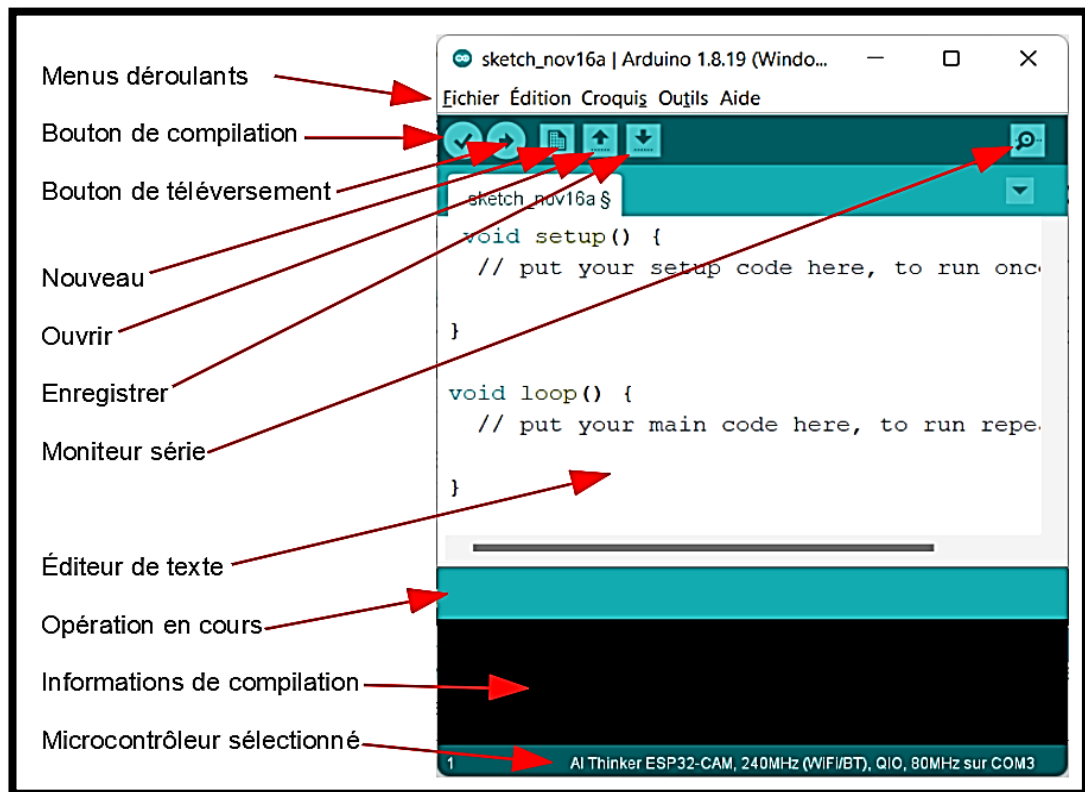 Menus déroulants
Bouton de compilation
Bouton de téléversement
Nouveau
Ouvrir
Enregistrer
Moniteur série
Éditeur de texte
Opération en cours
Informations de compilation
Microcontrôleur sélectionné
sketch_nov16a | Arduino 1.8.19 (Windo...
Fichier Édition Croquis Outils Aide
sketch_nov16a §
void setup() {
// put your setup code here, to run onc
}
void loop() {
// put your main code here, to run repea
}
1 AI Thinker ESP32-CAM, 240MHz (WIFI/BT), QIO, 80MHz sur COM3